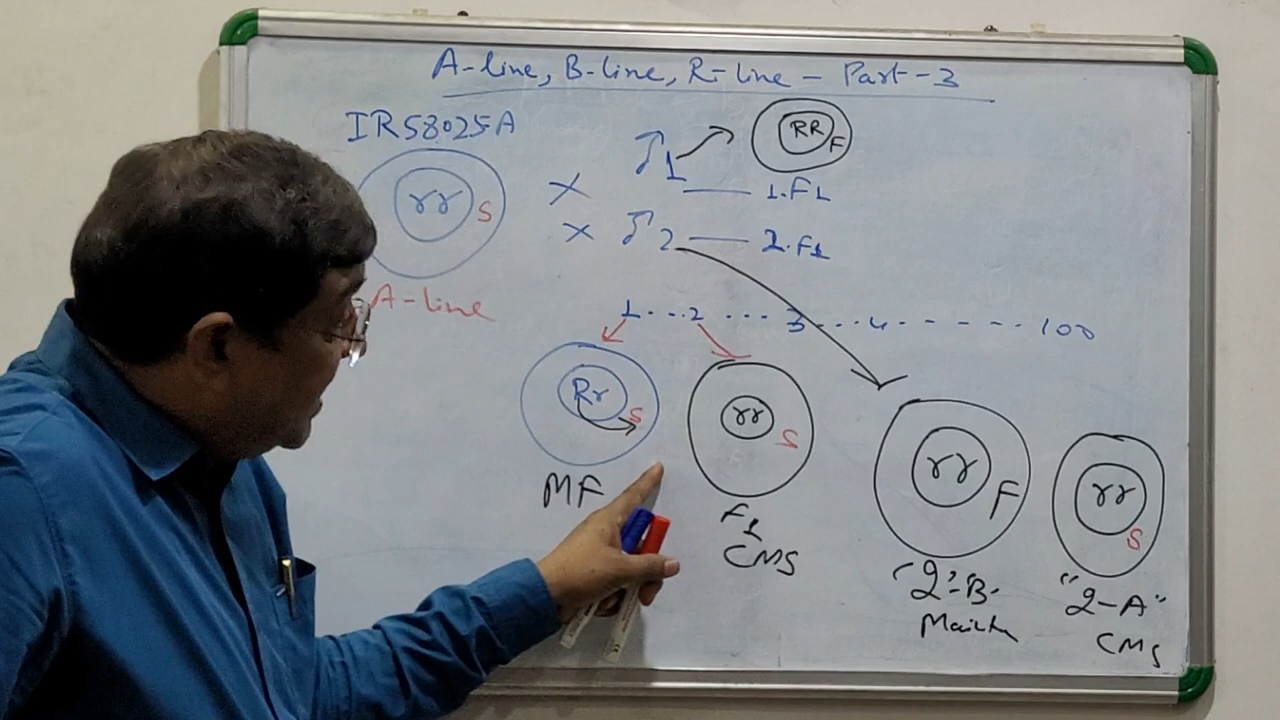 A-line, B-line, R-line - Part-3
IR58025A
rr S
A-line
× ♂1
RR F
1.F1
× ♂2
2.F1
1...2 ... 3...4 - - - - - 100
Rr S
MF
rr S
F1
CMS
rr F
"2"-B-
rr S
"2-A"
CMS